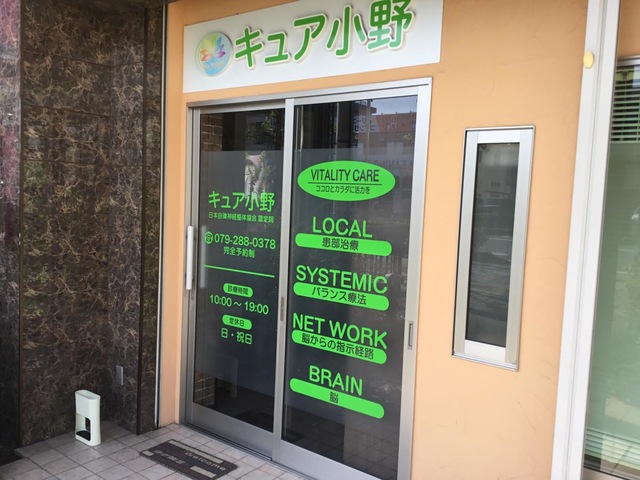 キュア小野
キュア小野
日本自律神経整体協会 認定院
☎079-288-0378
完全予約制
診療時間
10:00～19:00
定休日
日・祝日
VITALITY CARE
ココロとカラダに活力を
LOCAL
患部治療
SYSTEMIC
バランス療法
NET WORK
脳からの指示経路
BRAIN
脳
Welcome